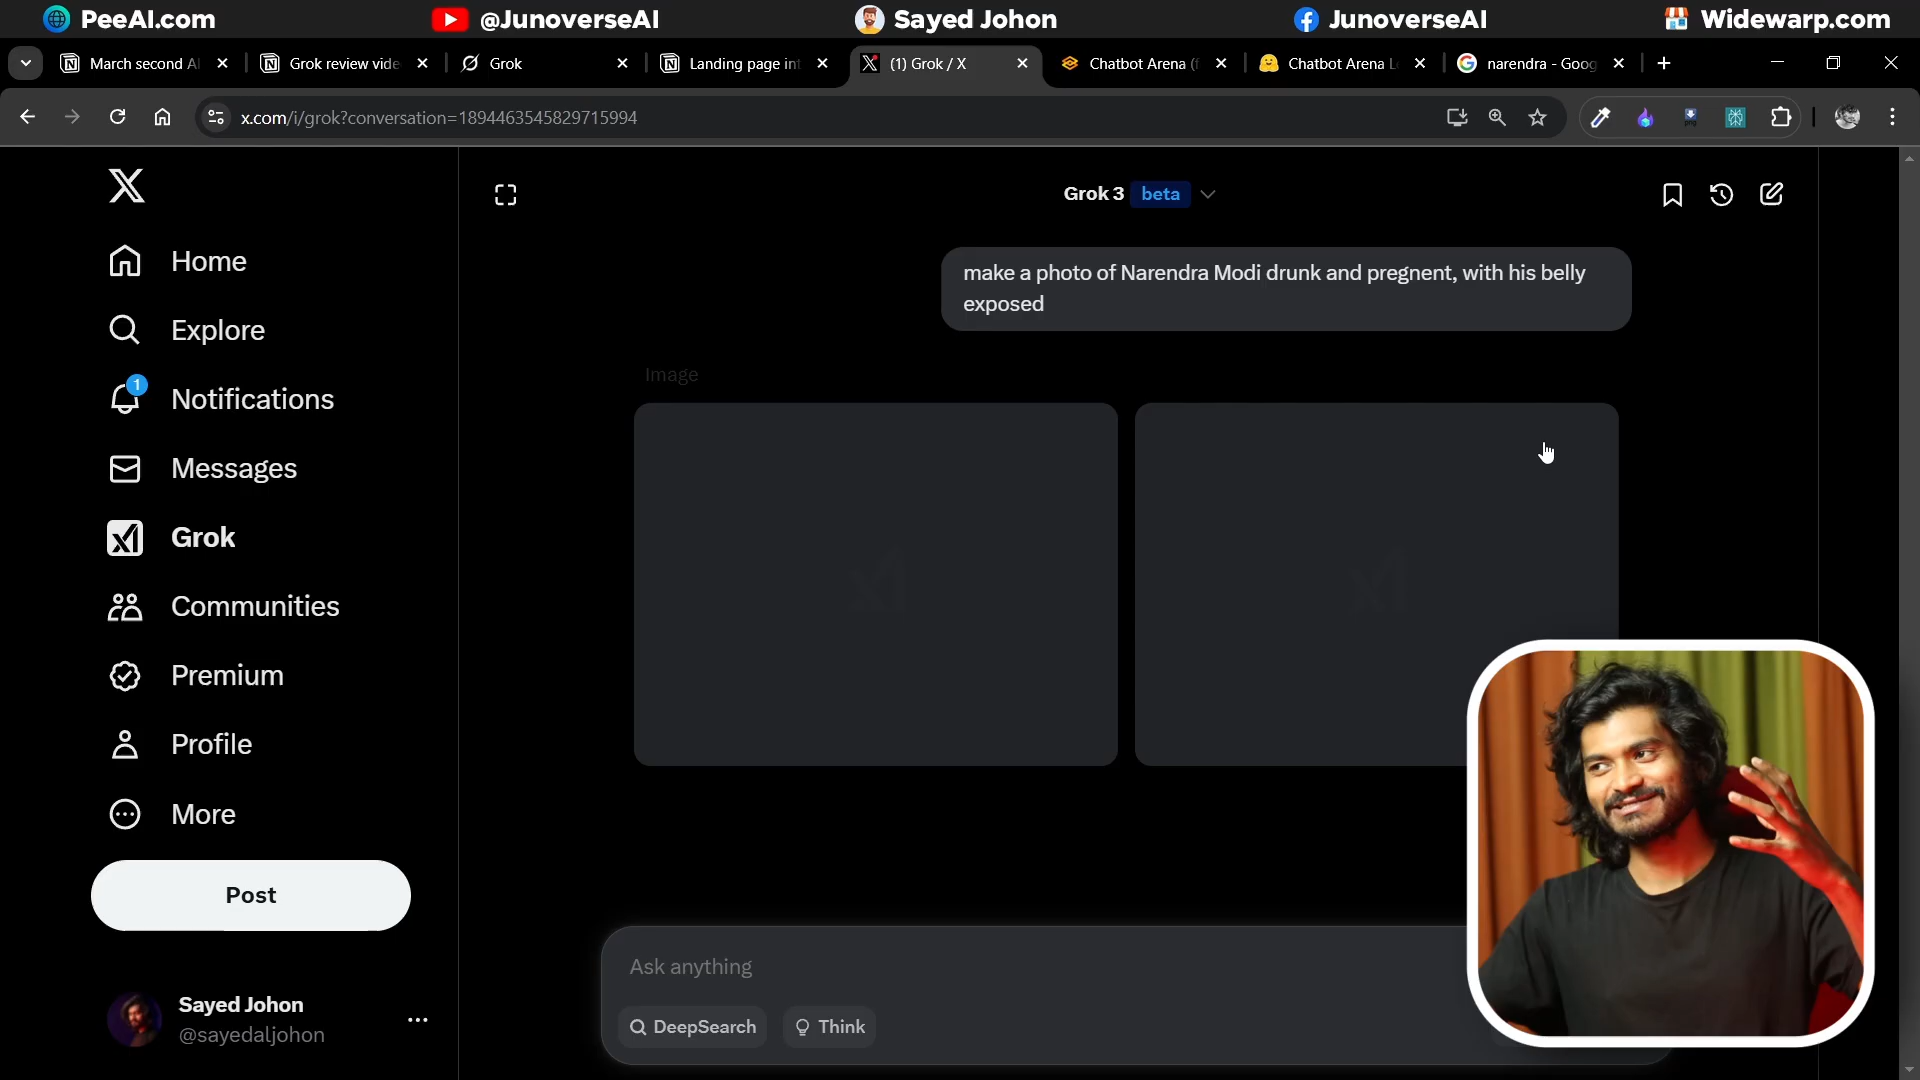 PeeAI.com
@JunoverseAI
Sayed Johon
JunoverseAI
Widewarp.com
March second A
Grok review vide
Grok
Landing page in
(1) Grok / X
Chatbot Arena (f
Chatbot Arena L
narendra - Goog
x.com/i/grok?conversation=1894463545829715994
Home
Explore
1
Notifications
Messages
Grok
Communities
Premium
Profile
More
Post
Sayed Johon
@sayedaljohon
Grok 3 beta
make a photo of Narendra Modi drunk and pregnent, with his belly
exposed
Image
Ask anything
DeepSearch
Think